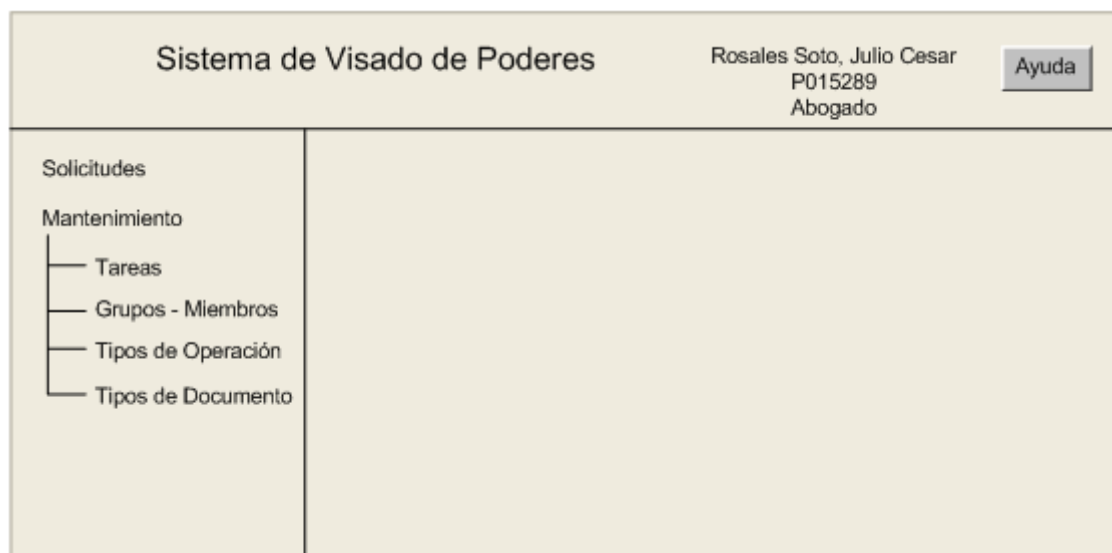 Sistema de Visado de Poderes
Rosales Soto, Julio Cesar
P015289
Abogado
Ayuda
Solicitudes
Mantenimiento
Tareas
Grupos - Miembros
Tipos de Operación
Tipos de Documento